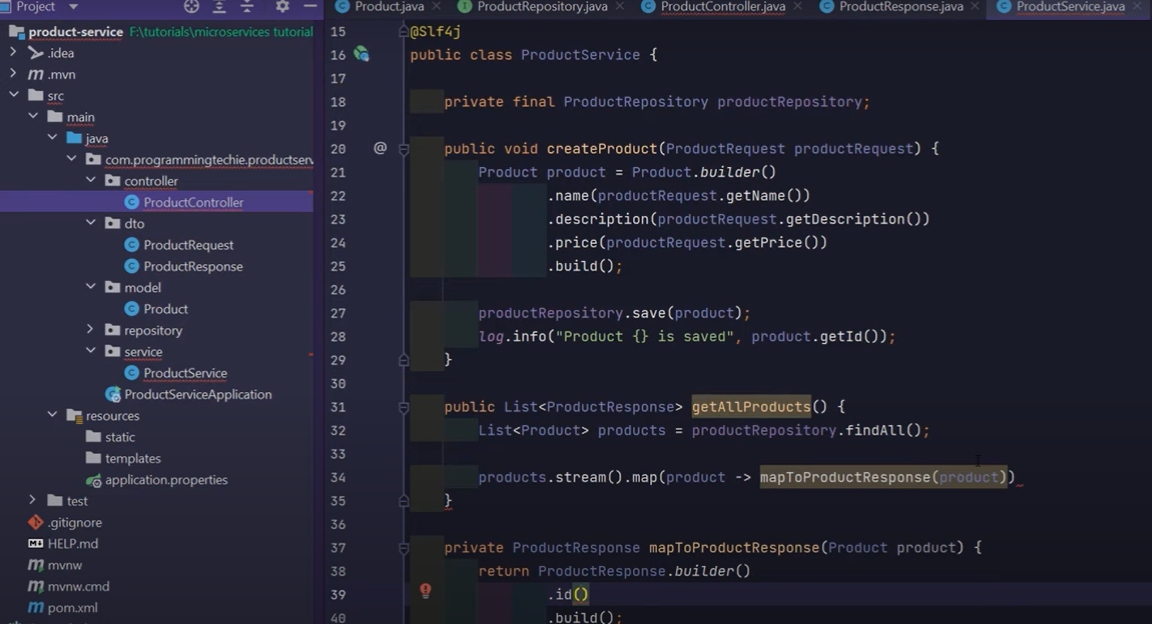 Project
Product.java
ProductRepository.java
ProductController.java
ProductResponse.java
ProductService.java
product-service F:\tutorials\microservices tutorial
.idea
.mvn
src
main
java
com.programmingtechie.productserv
controller
ProductController
dto
ProductRequest
ProductResponse
model
Product
repository
service
ProductService
ProductServiceApplication
resources
static
templates
application.properties
test
.gitignore
HELP.md
mvnw
mvnw.cmd
pom.xml
15 @Slf4j
16 public class ProductService {
17
18 private final ProductRepository productRepository;
19
20 @ public void createProduct(ProductRequest productRequest) {
21 Product product = Product.builder()
22 .name(productRequest.getName())
23 .description(productRequest.getDescription())
24 .price(productRequest.getPrice())
25 .build();
26
27 productRepository.save(product);
28 log.info("Product {} is saved", product.getId());
29 }
30
31 public List<ProductResponse> getAllProducts() {
32 List<Product> products = productRepository.findAll();
33
34 products.stream().map(product -> mapToProductResponse(product))
35 }
36
37 private ProductResponse mapToProductResponse(Product product) {
38 return ProductResponse.builder()
39 .id()
40 .build();